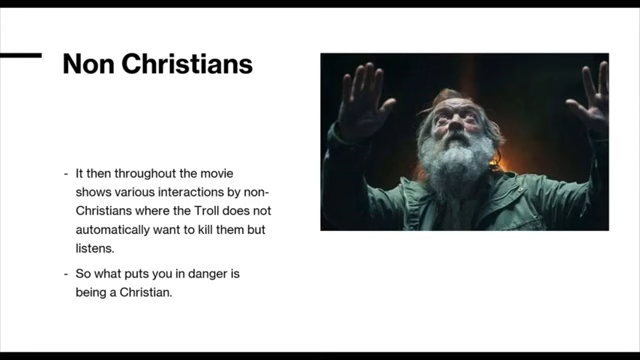 Non Christians
- It then throughout the movie
shows various interactions by non-
Christians where the Troll does not
automatically want to kill them but
listens.
- So what puts you in danger is
being a Christian.